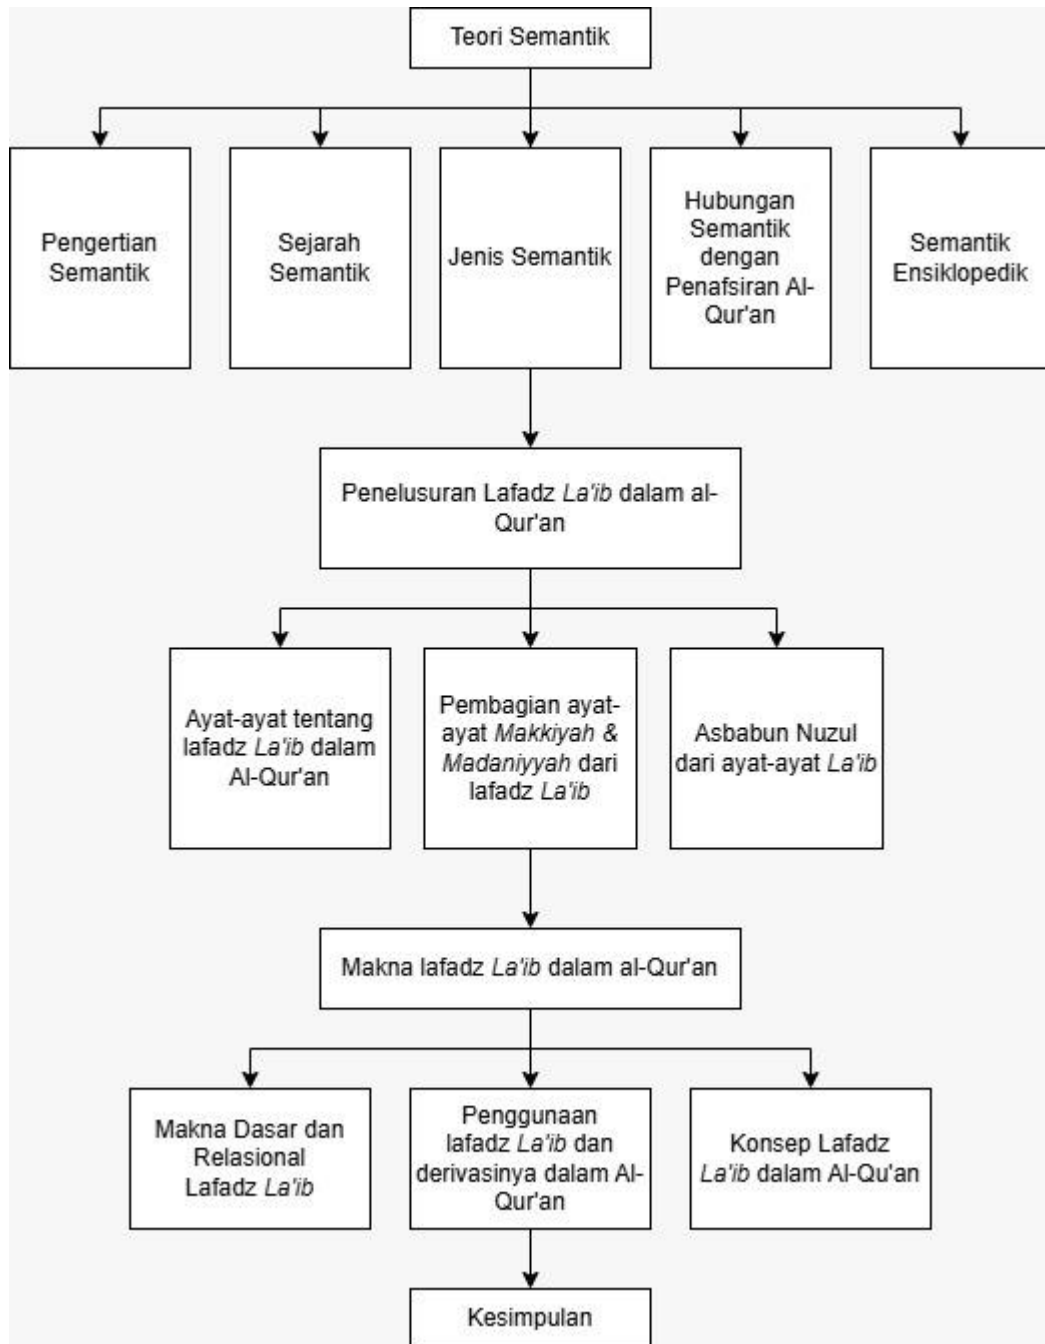 Teori Semantik
Pengertian
Semantik
Sejarah
Semantik
Jenis Semantik
Hubungan
Semantik
dengan
Penafsiran Al-
Qur'an
Semantik
Ensiklopedik
Penelusuran Lafadz La'ib dalam al-
Qur'an
Ayat-ayat tentang
lafadz La'ib dalam
Al-Qur'an
Pembagian ayat-
ayat Makkiyah &
Madaniyyah dari
lafadz La'ib
Asbabun Nuzul
dari ayat-ayat La'ib
Makna lafadz La'ib dalam al-Qur'an
Makna Dasar dan
Relasional
Lafadz La'ib
Penggunaan
lafadz La'ib dan
derivasinya dalam Al-
Qur'an
Konsep Lafadz
La'ib dalam Al-Qu'an
Kesimpulan